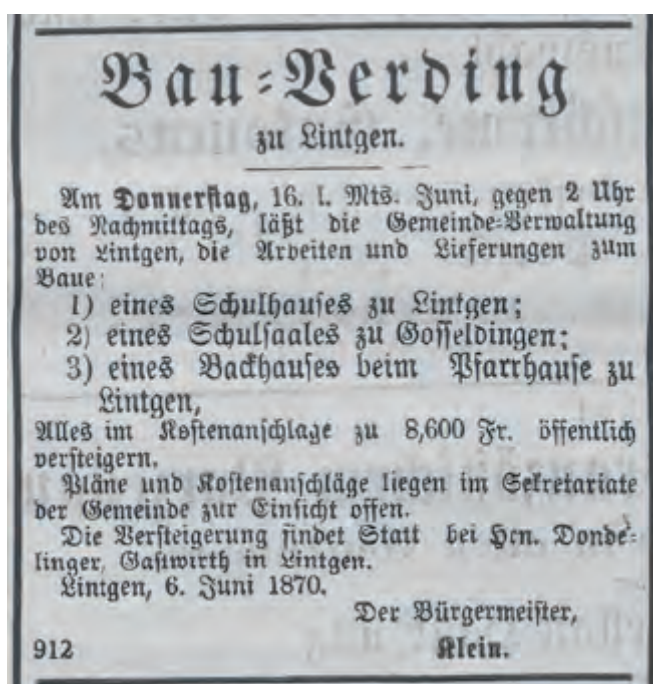 Bau-Verding
zu Lintgen.
Am Donnerstag, 16. l. Mts. Juni, gegen 2 Uhr
des Nachmittags, läßt die Gemeinde-Verwaltung
von Lintgen, die Arbeiten und Lieferungen zum
Baue:
1) eines Schulhauses zu Lintgen;
2) eines Schulsaales zu Gosseldingen;
3) eines Backhauses beim Pfarrhause zu
Lintgen,
Alles im Kostenanschlage zu 8,600 Fr. öffentlich
versteigern.
Pläne und Kostenanschläge liegen im Sekretariate
der Gemeinde zur Einsicht offen.
Die Versteigerung findet Statt bei Hrn. Donde-
linger, Gastwirth in Lintgen.
Lintgen, 6. Juni 1870.
Der Bürgermeister,
912 Klein.